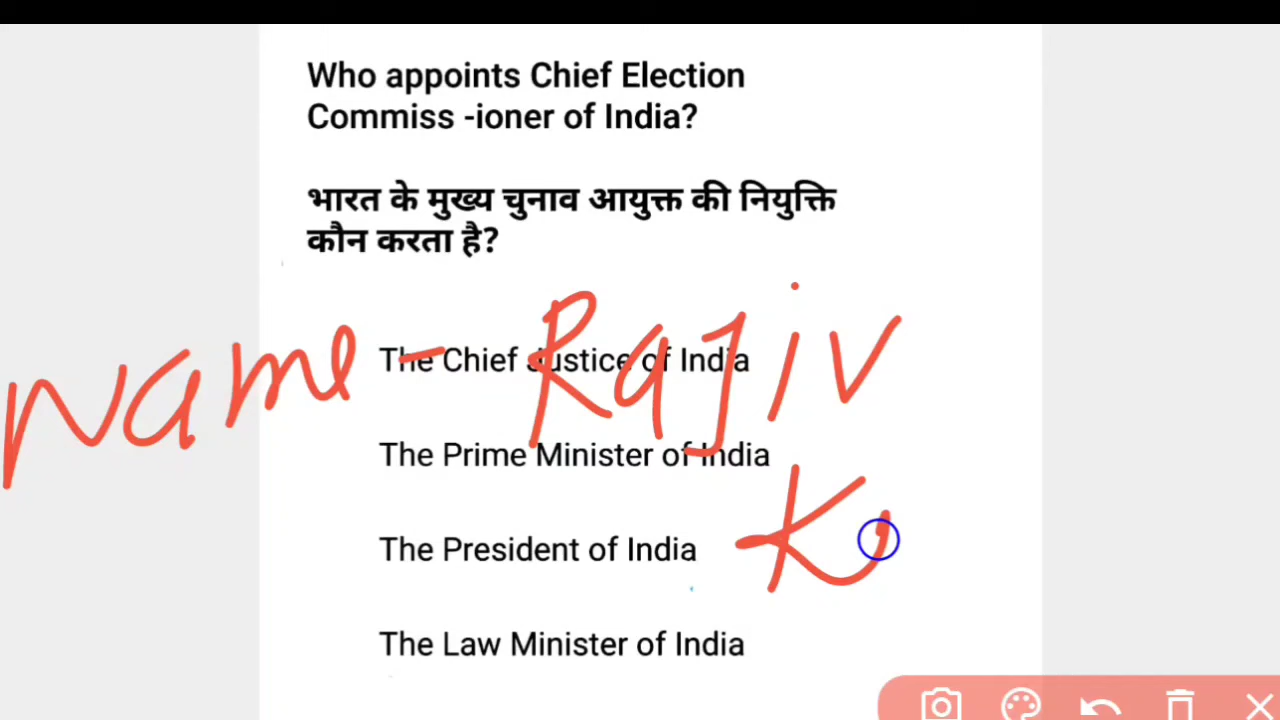 Who appoints Chief Election
Commiss -ioner of India?
भारत के मुख्य चुनाव आयुक्त की नियुक्ति
कौन करता है?
Name - Rajiv
The Chief Justice of India
The Prime Minister of India
K
The President of India
The Law Minister of India